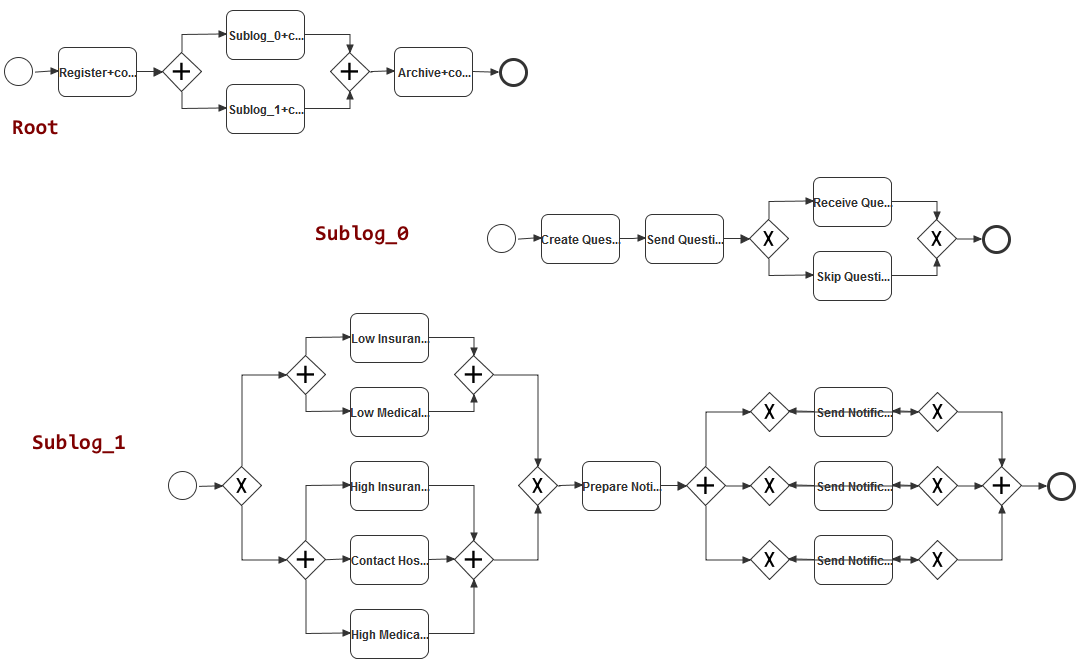 Sublog_0+c...
Register+co...
Archive+co...
Sublog_1+c...
Root
Receive Que...
Sublog_0
Create Ques...
Send Questi...
X
X
Skip Questi...
Low Insuran...
Low Medical...
X
Send Notific...
X
Sublog_1
X
High Insuran...
X
Prepare Noti...
X
Send Notific...
X
Contact Hos...
X
Send Notific...
X
High Medica...